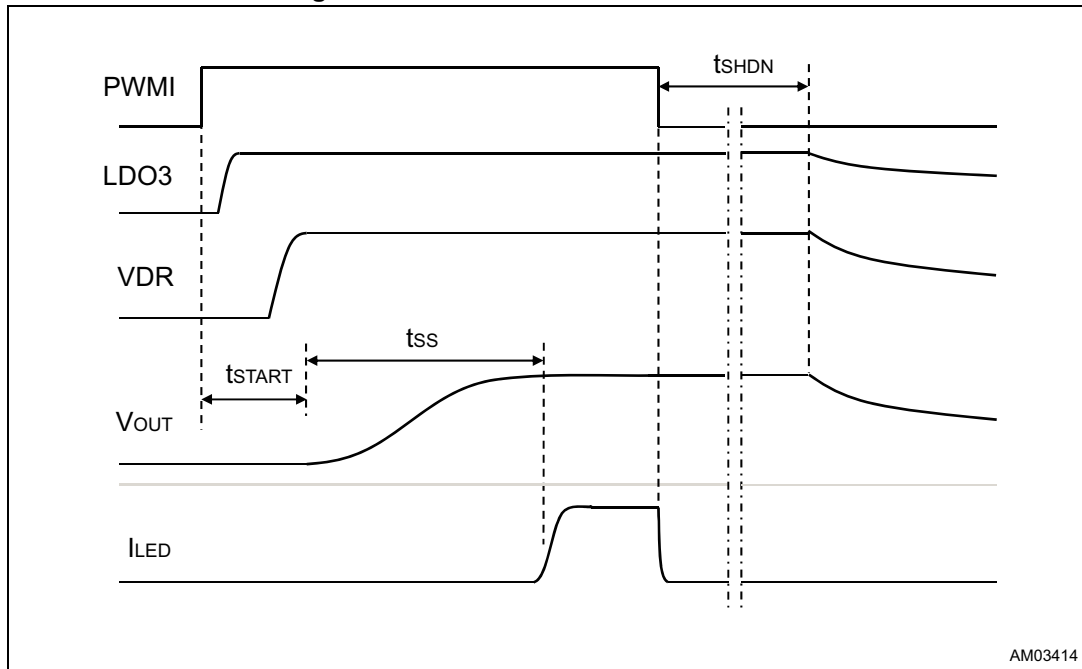 PWMI
tSHDN
LDO3
VDR
tSS
tSTART
VOUT
ILED
AM03414